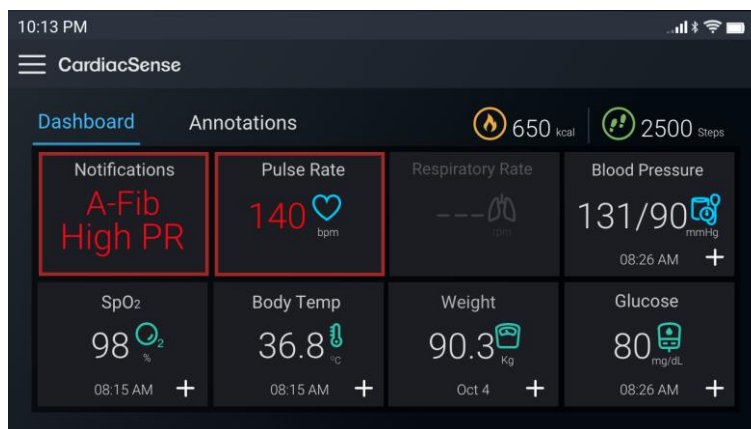 10:13 PM
CardiacSense
Dashboard
Annotations
650 kcal
2500 Steps
Notifications
A-Fib
High PR
Pulse Rate
140
bpm
Respiratory Rate
---
rpm
Blood Pressure
131/90
mmHg
08:26 AM +
SpO2
98
2
%
08:15 AM +
Body Temp
36.8
°C
08:15 AM +
Weight
90.3
Kg
Oct 4 +
Glucose
80
mg/dL
08:26 AM +